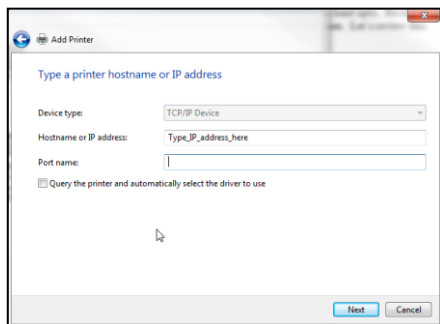 Add Printer
Type a printer hostname or IP address
Device type: TCP/IP Device
Hostname or IP address: Type_IP_address_here
Port name:
Query the printer and automatically select the driver to use
Next Cancel